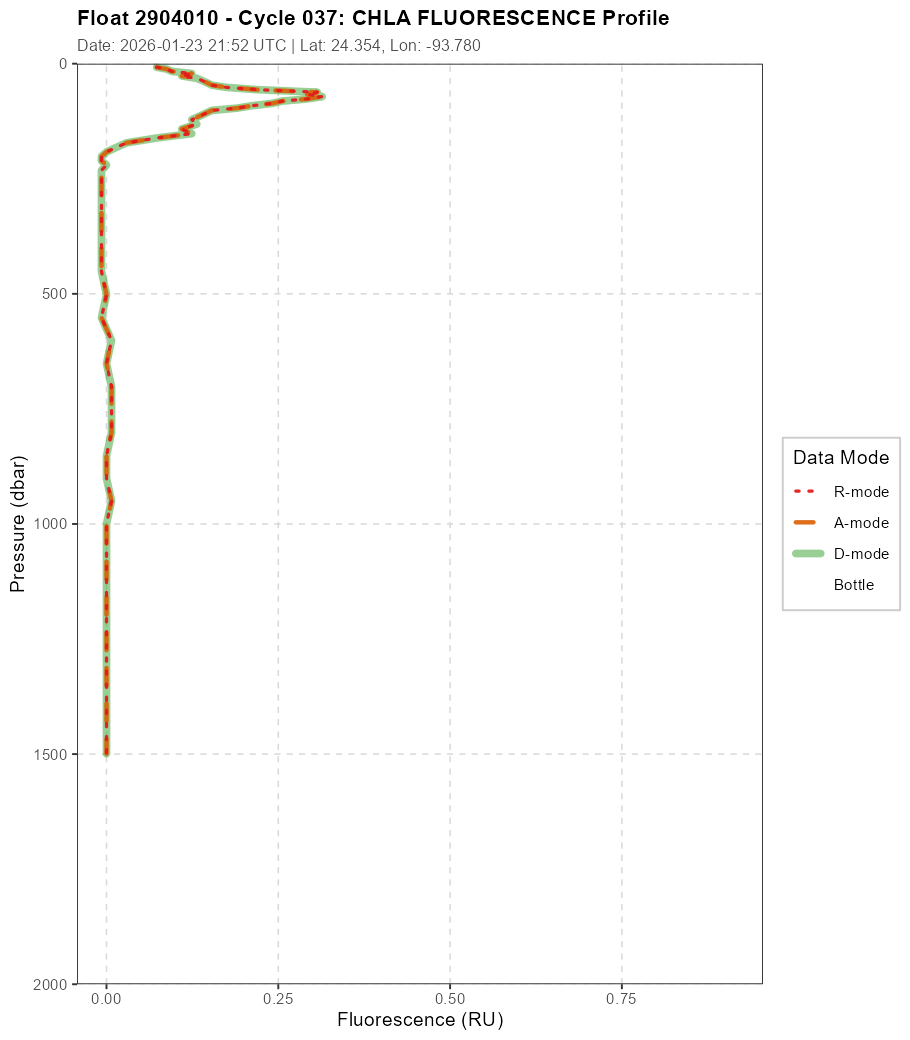 Float 2904010 - Cycle 037: CHLA FLUORESCENCE Profile
Date: 2026-01-23 21:52 UTC | Lat: 24.354, Lon: -93.780
0
500
1000
1500
2000
Pressure (dbar)
0.00 0.25 0.50 0.75
Fluorescence (RU)
Data Mode
R-mode
A-mode
D-mode
Bottle